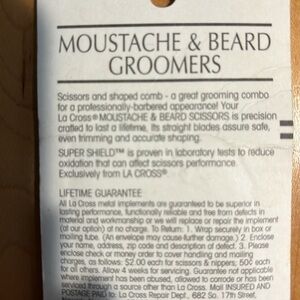 MOUSTACHE & BEARD
GROOMERS
Scissors and shaped comb - a great grooming combo
for a professionally-barbered appearance! Your
La Cross® MOUSTACHE & BEARD SCISSORS is precision
crafted to last a lifetime. Its straight blades assure safe,
even trimming and accurate shaping.
SUPER SHIELD™ is proven in laboratory tests to reduce
oxidation that can affect scissors performance.
Exclusively from LA CROSS®.
LIFETIME GUARANTEE
All La Cross metal implements are guaranteed to be superior in
lasting performance, functionally reliable and free from defects in
material and workmanship or we will replace or repair the implement
(at our option) at no charge. To Return: 1. Wrap securely in box or
mailing tube. (An envelope may cause further damage.) 2. Enclose
your name, address, zip code and description of defect. 3. Please
enclose check or money order to cover handling and mailing
charges, as follows: $2.00 each for scissors & nippers; 50¢ each
for all others. Allow 4 weeks for servicing. Guarantee not applicable
where implement has been abused, allowed to corrode or has been
serviced through a source other than La Cross. Mail INSURED AND
POSTAGE PAID to: La Cross Repair Dept., 682 So. 17th Street,